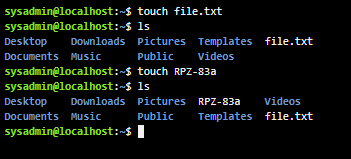 sysadmin@localhost:~$ touch file.txt
sysadmin@localhost:~$ ls
Desktop    Downloads  Pictures  Templates  file.txt
Documents  Music      Public    Videos
sysadmin@localhost:~$ touch RPZ-83a
sysadmin@localhost:~$ ls
Desktop    Downloads  Pictures  RPZ-83a    Videos
Documents  Music      Public    Templates  file.txt
sysadmin@localhost:~$